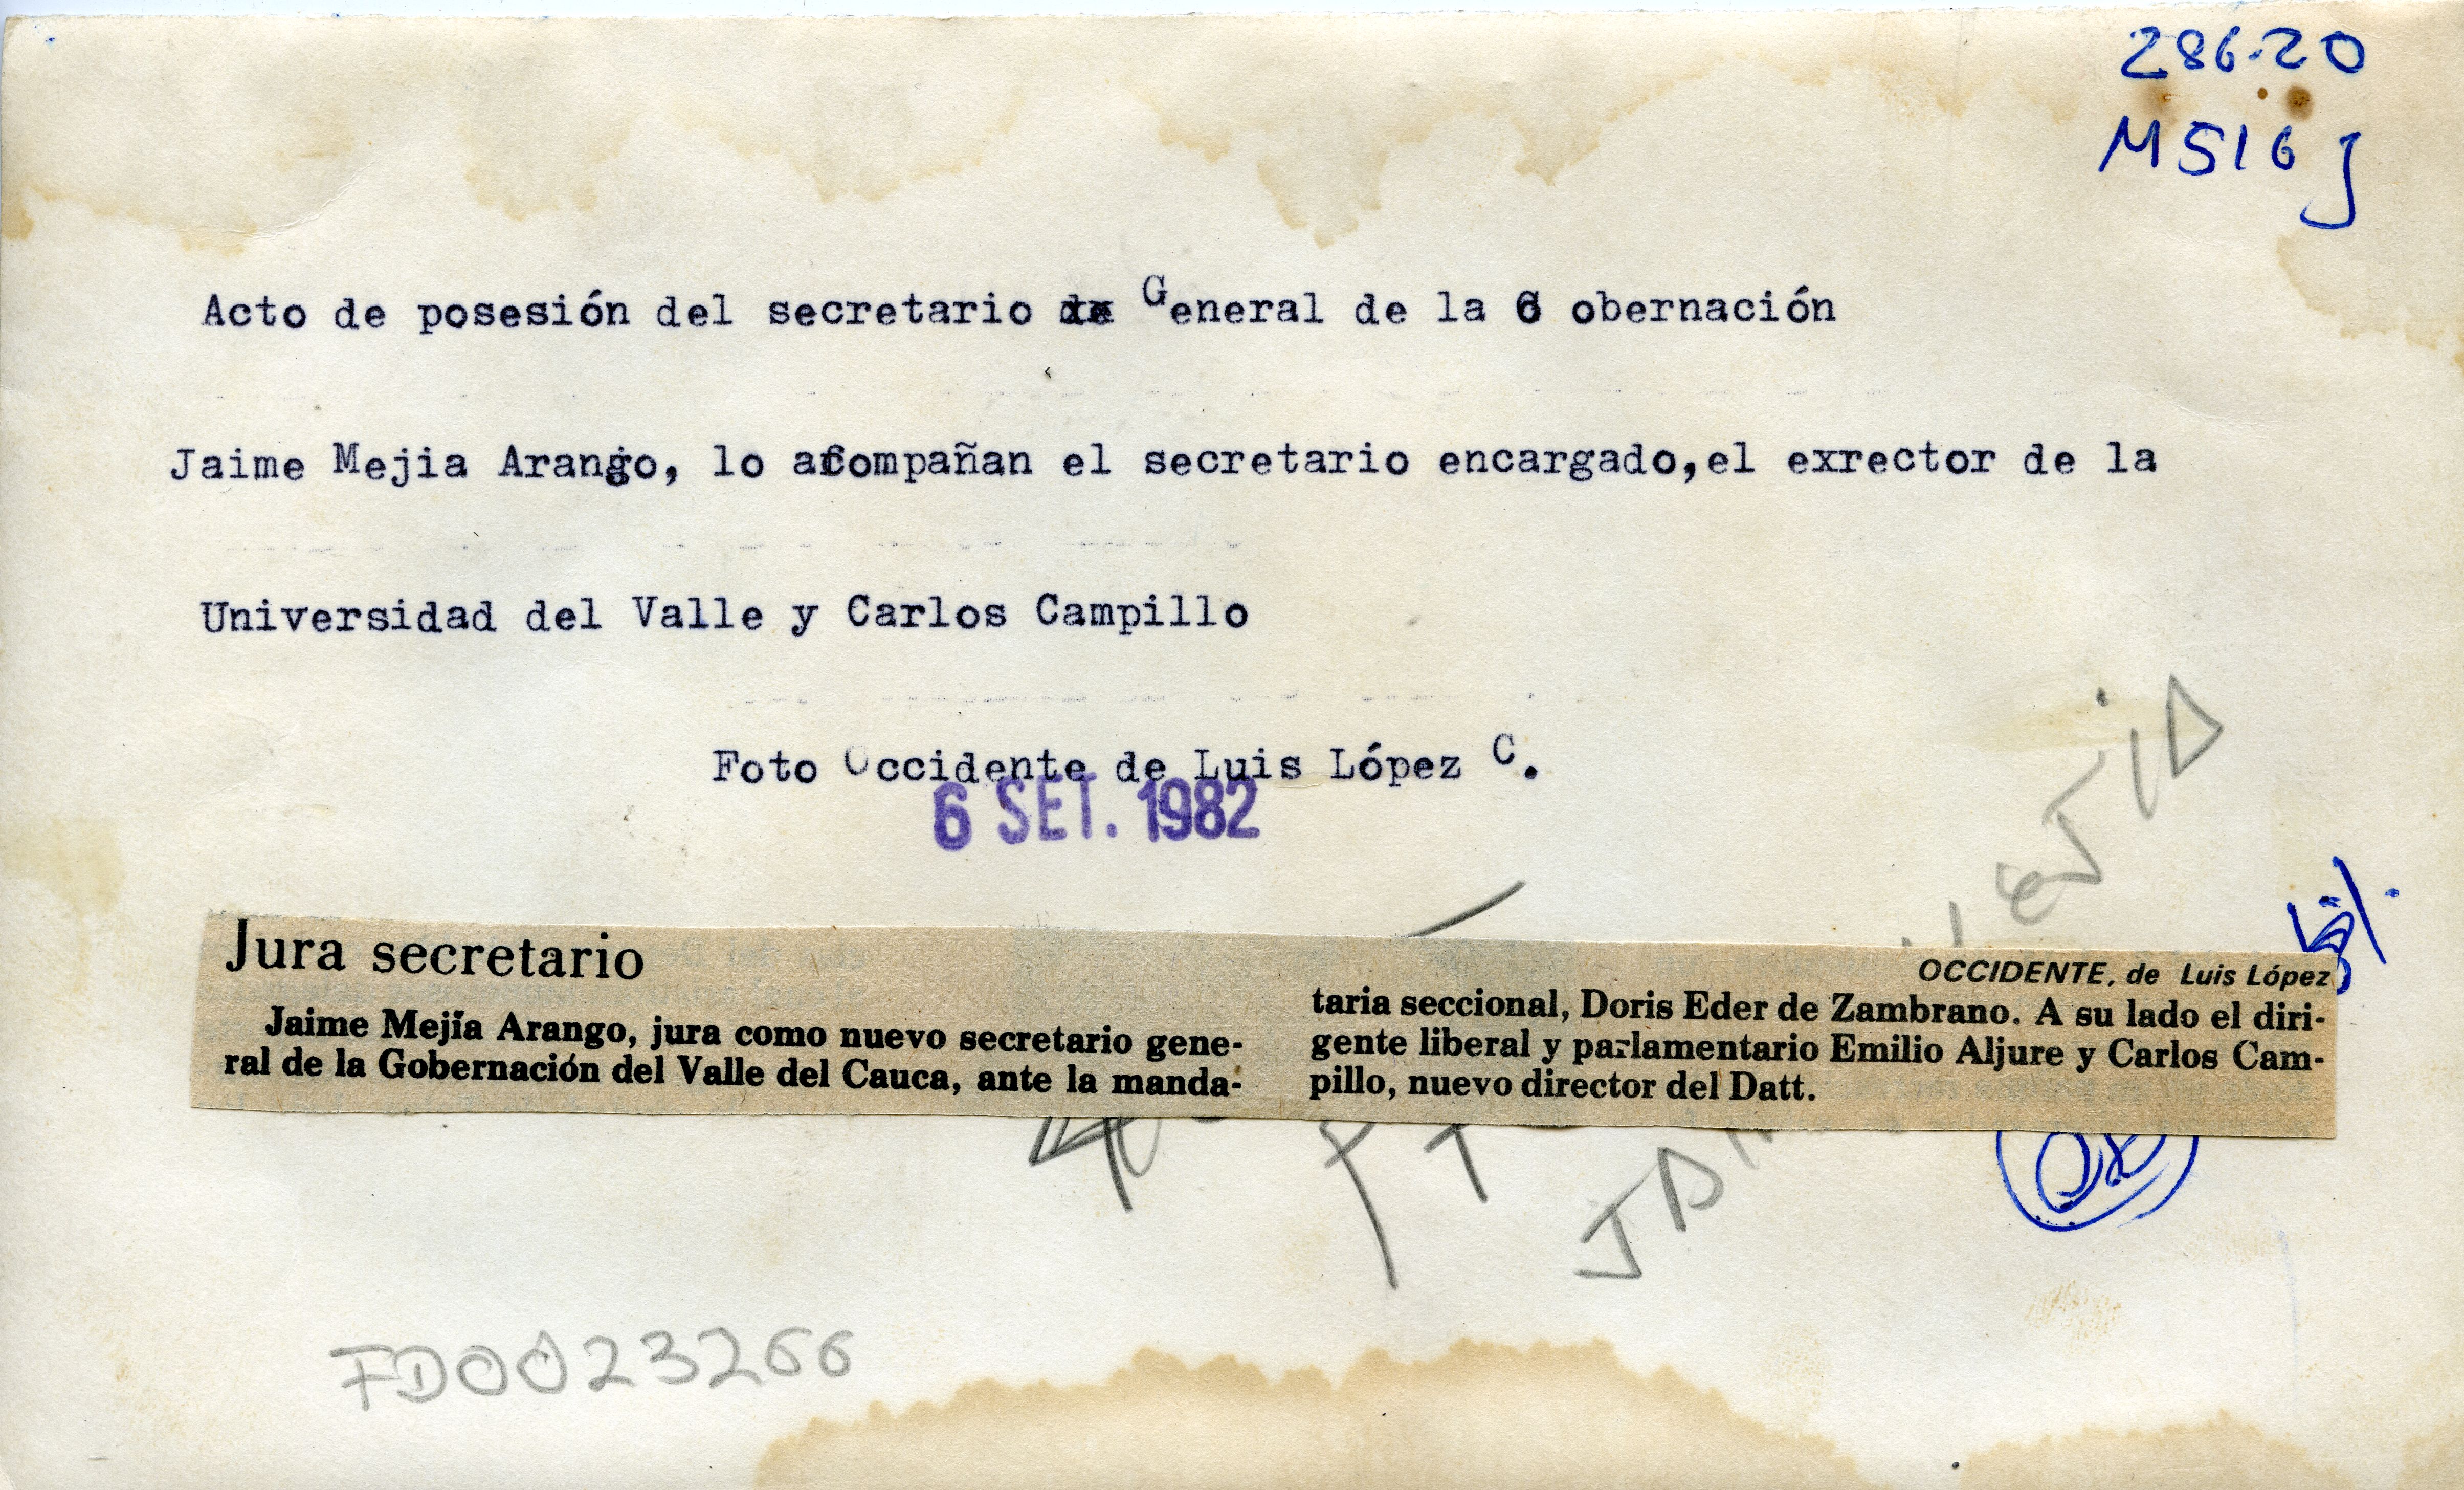 286-20
M516j
Acto de posesión del secretario de General de la G obernación
Jaime Mejia Arango, lo acompañan el secretario encargado,el exrector de la
Universidad del Valle y Carlos Campillo
Foto Occidente de Luis López C.
6 SET. 1982
Jura secretario
Jaime Mejía Arango, jura como nuevo secretario gene-
ral de la Gobernación del Valle del Cauca, ante la manda-
OCCIDENTE, de Luis López
taria seccional, Doris Eder de Zambrano. A su lado el diri-
gente liberal y parlamentario Emilio Aljure y Carlos Cam-
pillo, nuevo director del Datt.
FD0023266